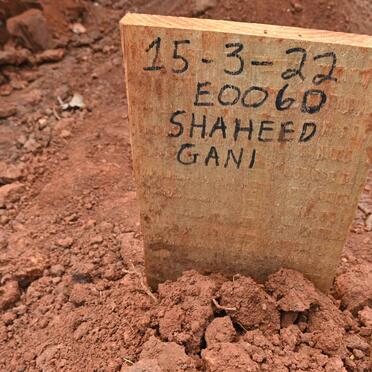 15-3-22
E0060
SHAHEED
GANI